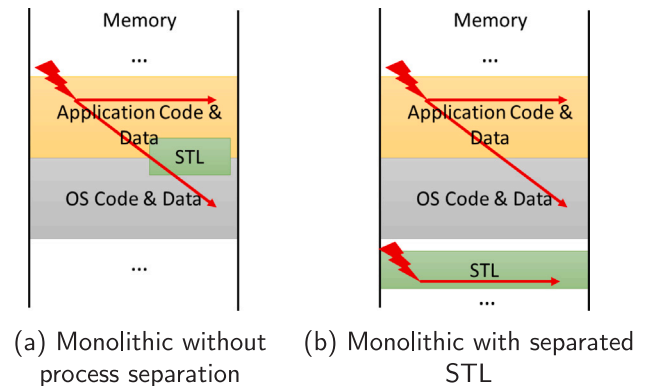 Memory
...
Application Code &
Data
STL
OS Code & Data
...
(a) Monolithic without
process separation
Memory
...
Application Code &
Data
OS Code & Data
STL
...
(b) Monolithic with separated
STL